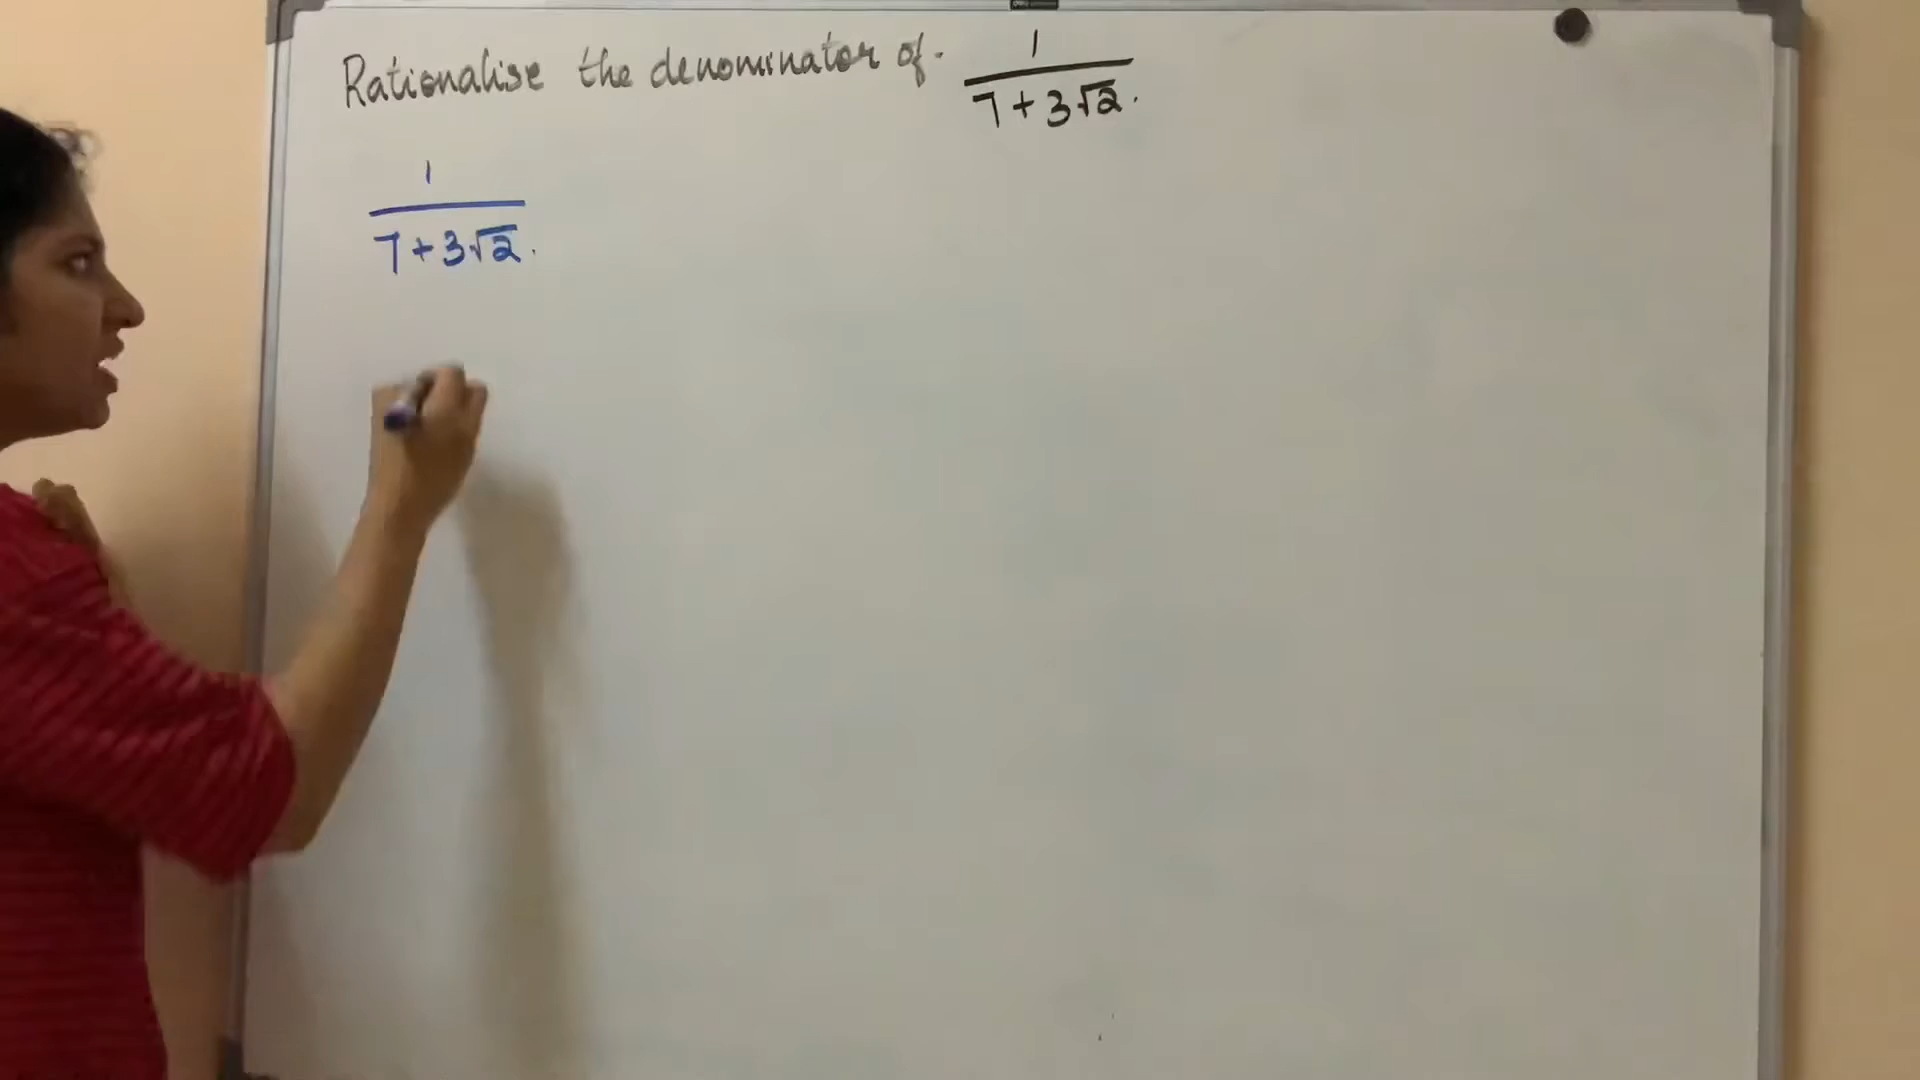 Rationalise the denominator of. 1/(7+3√2).
1/(7+3√2).